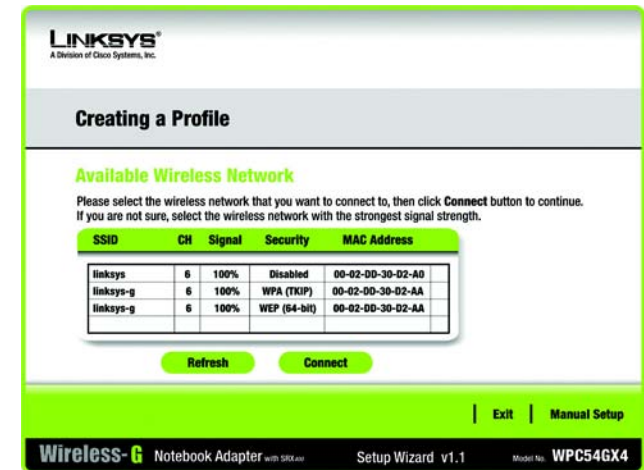 LINKSYS®
A Division of Cisco Systems, Inc.
Creating a Profile
Available Wireless Network
Please select the wireless network that you want to connect to, then click Connect button to continue.
If you are not sure, select the wireless network with the strongest signal strength.
SSID CH Signal Security MAC Address
linksys 6 100% Disabled 00-02-DD-30-D2-A0
linksys-g 6 100% WPA (TKIP) 00-02-DD-30-D2-AA
linksys-g 6 100% WEP (64-bit) 00-02-DD-30-D2-AA
Refresh Connect
Exit Manual Setup
Wireless-G Notebook Adapter with SRX400 Setup Wizard v1.1 Model No. WPC54GX4